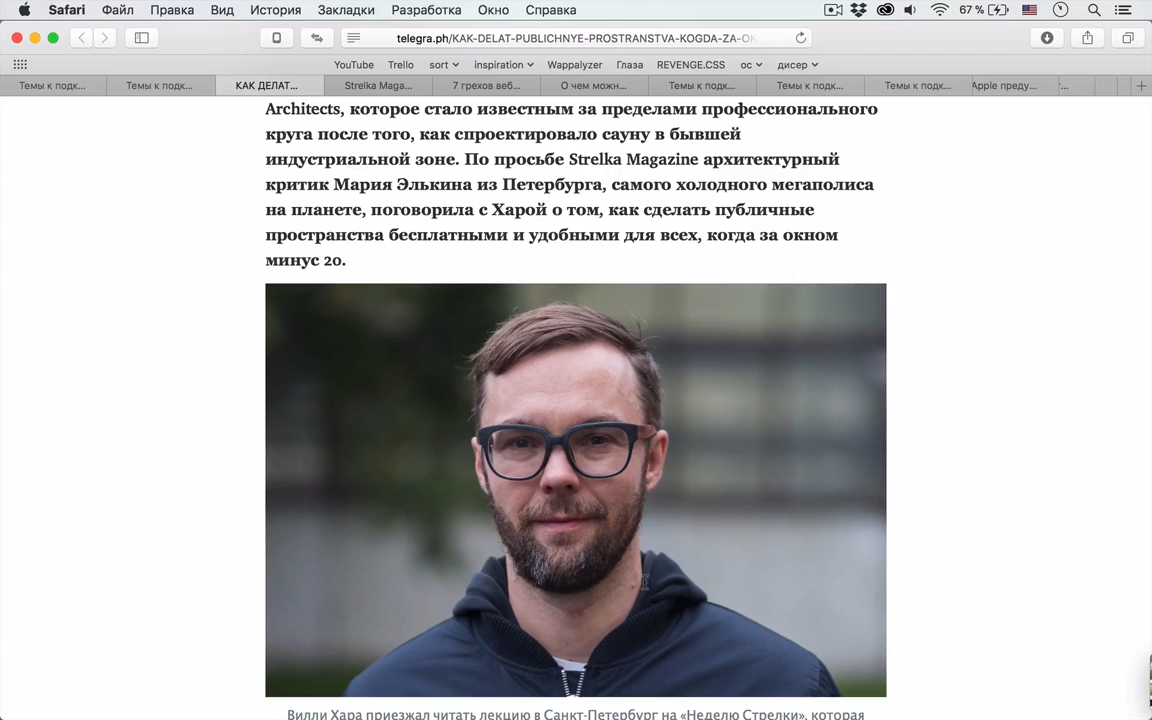 Safari Файл Правка Вид История Закладки Разработка Окно Справка 67 %
telegra.ph/KAK-DELAT-PUBLICHNYE-PROSTRANSTVA-KOGDA-ZA-OK
YouTube Trello sort inspiration Wappalyzer Глаза REVENGE.CSS ос дисер
Темы к подк... Темы к подк... КАК ДЕЛАТ... Strelka Maga... 7 грехов веб... О чем можн... Темы к подк... Темы к подк... Темы к подк... Apple преду...
Architects, которое стало известным за пределами профессионального
круга после того, как спроектировало сауну в бывшей
индустриальной зоне. По просьбе Strelka Magazine архитектурный
критик Мария Элькина из Петербурга, самого холодного мегаполиса
на планете, поговорила с Харой о том, как сделать публичные
пространства бесплатными и удобными для всех, когда за окном
минус 20.
Вилли Хара приезжал читать лекцию в Санкт-Петербург на «Неделю Стрелки», которая